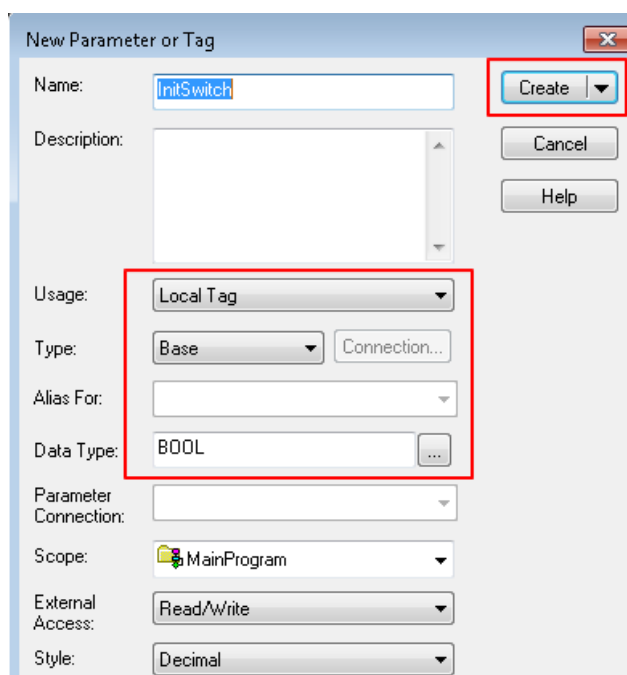 New Parameter or Tag
Name: InitSwitch Create
Description: Cancel
Help
Usage: Local Tag
Type: Base Connection...
Alias For:
Data Type: BOOL ...
Parameter
Connection:
Scope: MainProgram
External
Access: Read/Write
Style: Decimal